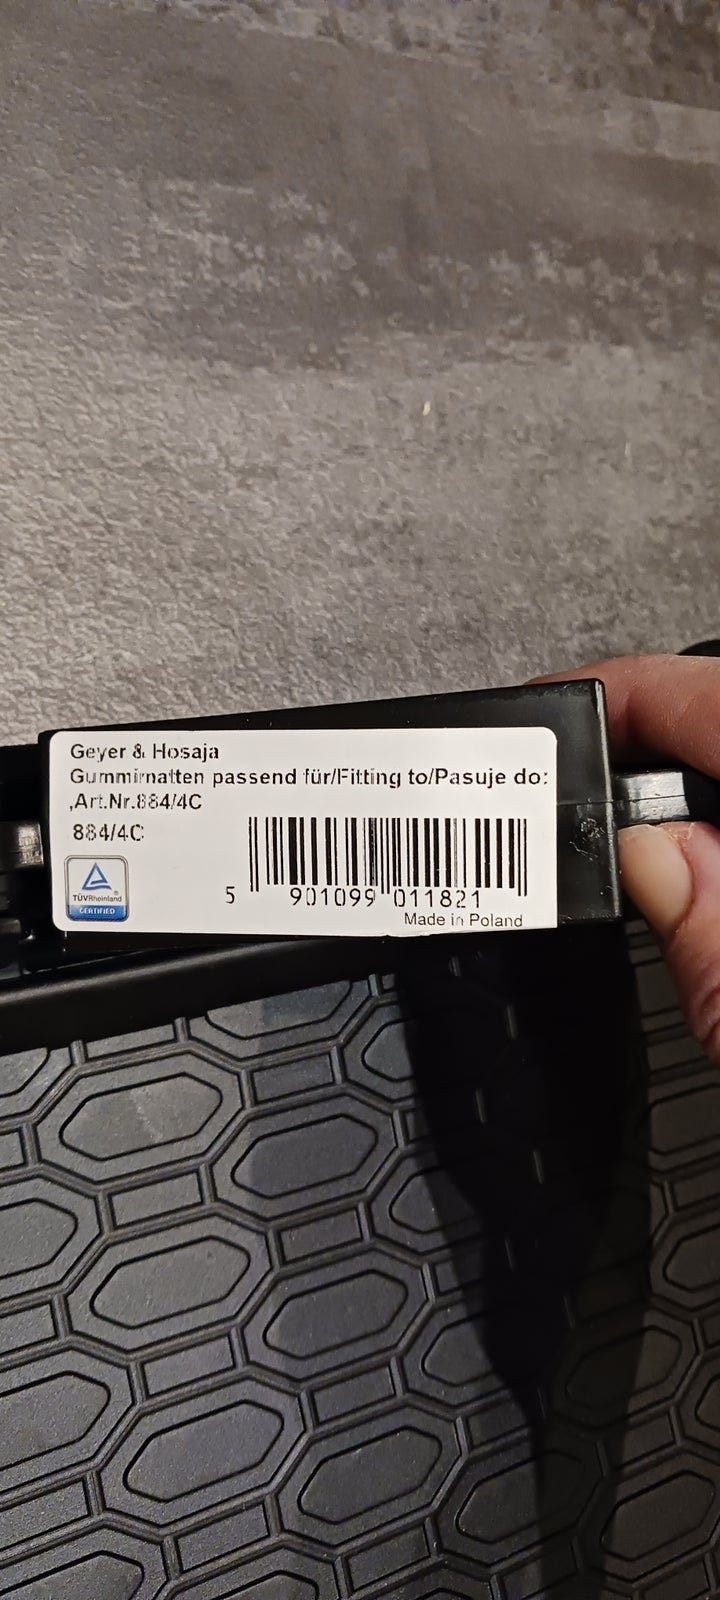 Geyer & Hosaja
Gummimatten passend für/Fitting to/Pasuje do:
,Art.Nr.884/4C
884/4C
TÜVRheinland®
CERTIFIED
5 901099 011821
Made in Poland